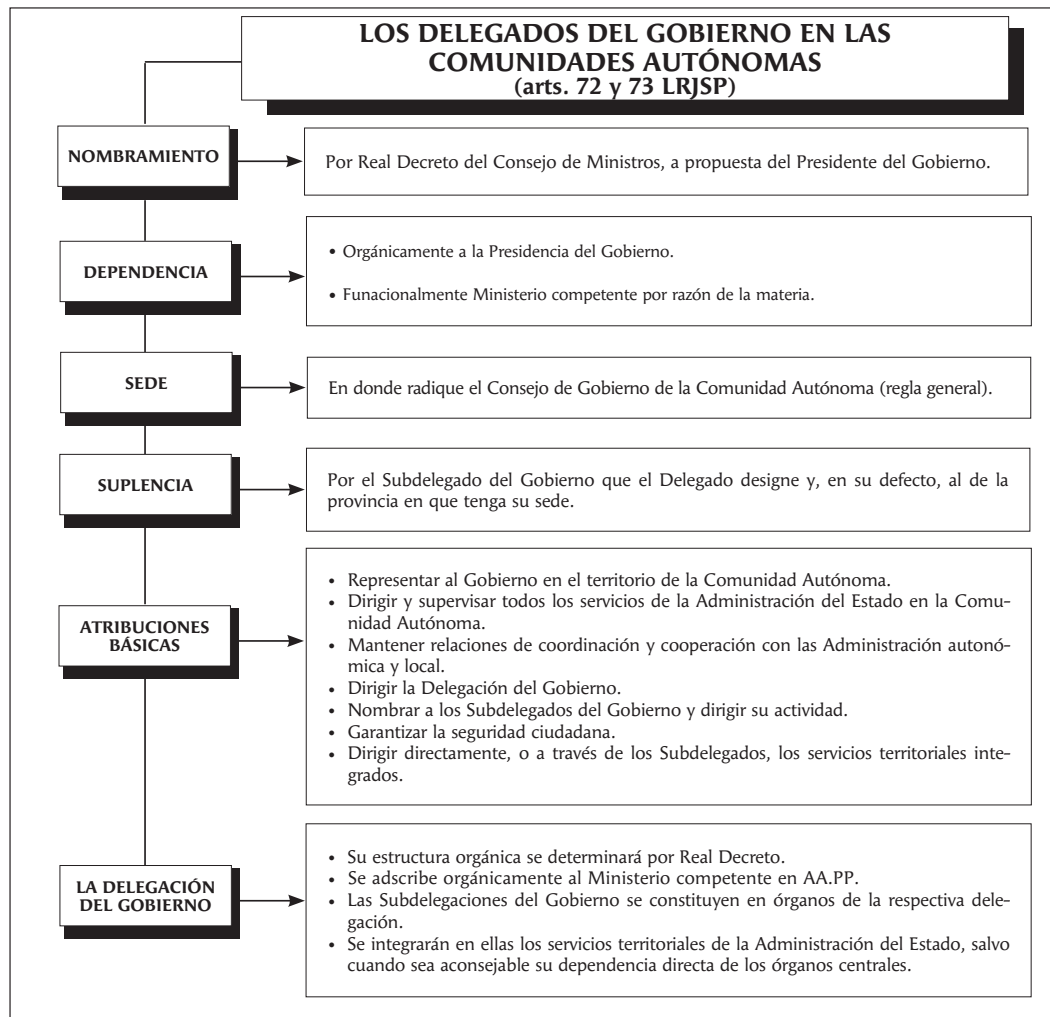 LOS DELEGADOS DEL GOBIERNO EN LAS
COMUNIDADES AUTÓNOMAS
(arts. 72 y 73 LRJSP)
NOMBRAMIENTO
Por Real Decreto del Consejo de Ministros, a propuesta del Presidente del Gobierno.
DEPENDENCIA
• Orgánicamente a la Presidencia del Gobierno.
• Funacionalmente Ministerio competente por razón de la materia.
SEDE
En donde radique el Consejo de Gobierno de la Comunidad Autónoma (regla general).
SUPLENCIA
Por el Subdelegado del Gobierno que el Delegado designe y, en su defecto, al de la
provincia en que tenga su sede.
ATRIBUCIONES
BÁSICAS
• Representar al Gobierno en el territorio de la Comunidad Autónoma.
• Dirigir y supervisar todos los servicios de la Administración del Estado en la Comu-
nidad Autónoma.
• Mantener relaciones de coordinación y cooperación con las Administración autonó-
mica y local.
• Dirigir la Delegación del Gobierno.
• Nombrar a los Subdelegados del Gobierno y dirigir su actividad.
• Garantizar la seguridad ciudadana.
• Dirigir directamente, o a través de los Subdelegados, los servicios territoriales inte-
grados.
LA DELEGACIÓN
DEL GOBIERNO
• Su estructura orgánica se determinará por Real Decreto.
• Se adscribe orgánicamente al Ministerio competente en AA.PP.
• Las Subdelegaciones del Gobierno se constituyen en órganos de la respectiva dele-
gación.
• Se integrarán en ellas los servicios territoriales de la Administración del Estado, salvo
cuando sea aconsejable su dependencia directa de los órganos centrales.